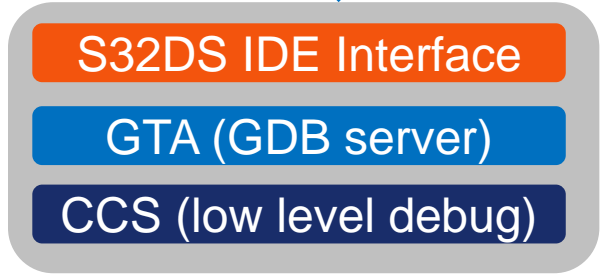 S32DS IDE Interface
GTA (GDB server)
CCS (low level debug)